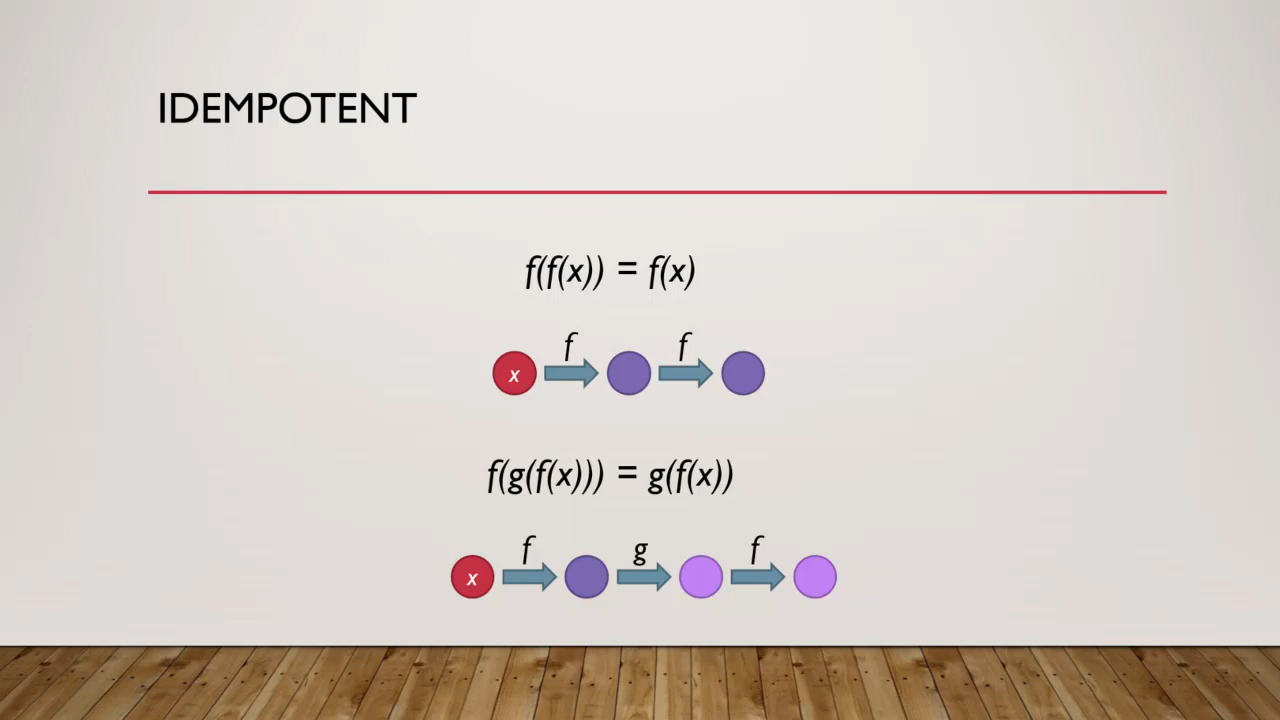 IDEMPOTENT
f(f(x)) = f(x)
f f
x
f(g(f(x))) = g(f(x))
f g f
x